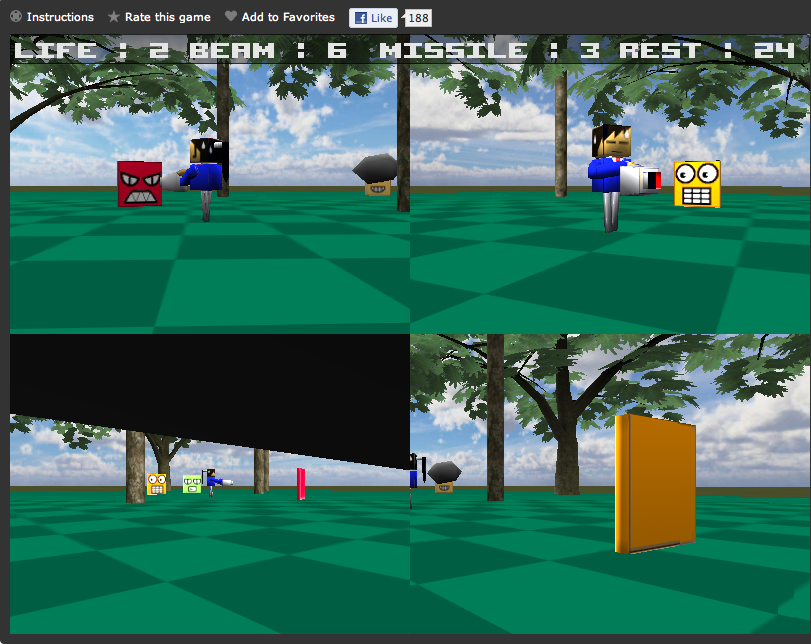 Instructions Rate this game Add to Favorites Like 188
LIFE : 2 BEAM : 6 MISSILE : 3 REST : 24